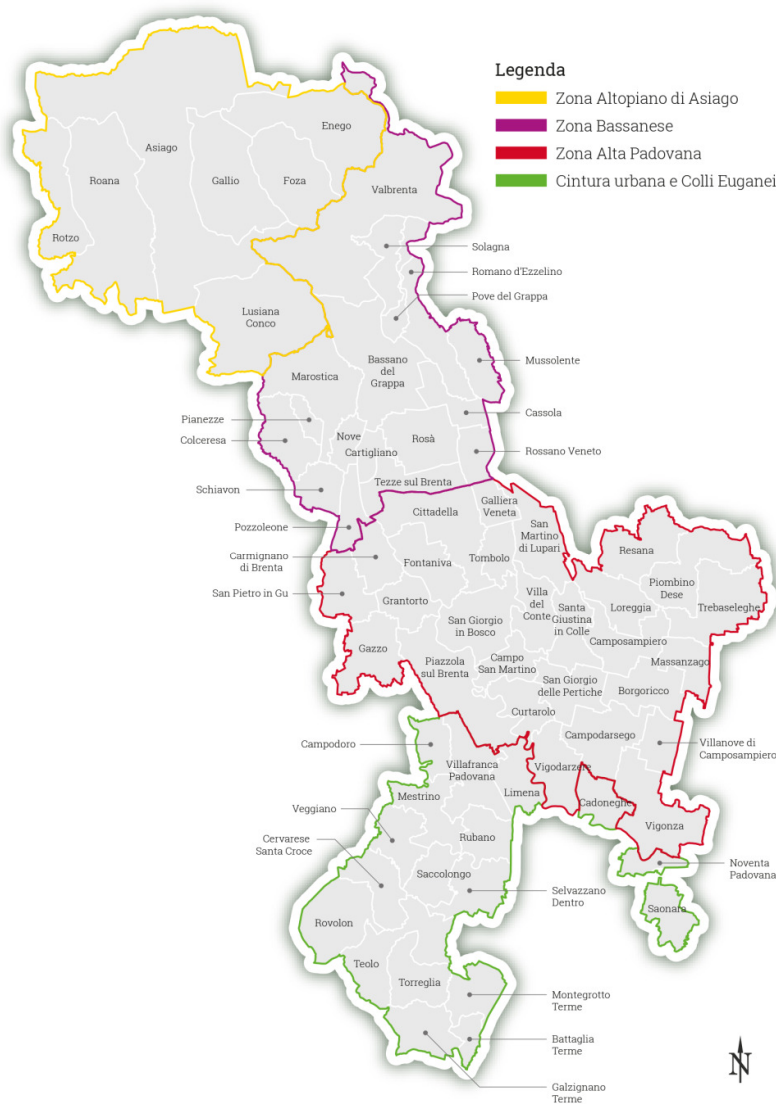 Legenda
Zona Altopiano di Asiago
Zona Bassanese
Zona Alta Padovana
Cintura urbana e Colli Euganei
Enego
Asiago
Roana
Gallio
Foza
Valbrenta
Rotzo
Solagna
Romano d'Ezzelino
Pove del Grappa
Lusiana
Conco
Mussolente
Bassano
del
Grappa
Marostica
Cassola
Pianezze
Colceresa
Nove
Rosà
Cartigliano
Rossano Veneto
Schiavon
Tezze sul Brenta
Galliera
Veneta
Cittadella
Pozzoleone
San
Martino
di Lupari
Carmignano
di Brenta
Fontaniva
Tombolo
Resana
Piombino
Dese
San Pietro in Gu
Grantorto
Villa
del
Conte
Santa
Giustina
in Colle
Loreggia
Trebaseleghe
San Giorgio
in Bosco
Camposampiero
Gazzo
Piazzola
sul Brenta
Campo
San Martino
Massanzago
San Giorgio
delle Pertiche
Borgoricco
Curtarolo
Campodarsego
Campodoro
Villanove di
Camposampiero
Villafranca
Padovana
Vigodarzere
Mestrino
Limena
Cadoneghe
Veggiano
Vigonza
Rubano
Cervarese
Santa Croce
Noventa
Padovana
Saccolongo
Selvazzano
Dentro
Saonara
Rovolon
Teolo
Torreglia
Montegrotto
Terme
Battaglia
Terme
Galzignano
Terme
N